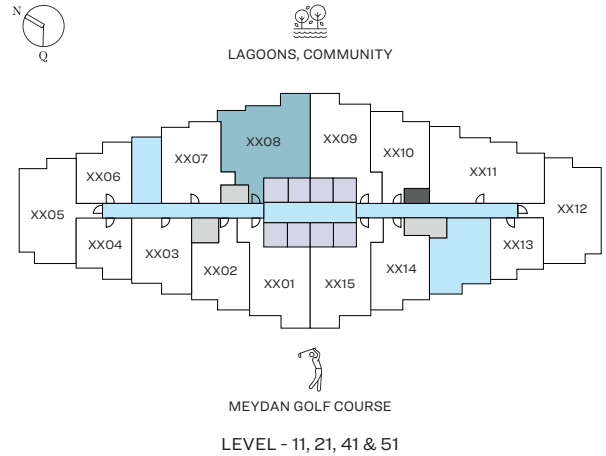 N
Q
LAGOONS, COMMUNITY
XX08
XX09
XX10
XX07
XX11
XX06
XX05
XX12
XX04
XX03
XX13
XX02
XX14
XX01
XX15
MEYDAN GOLF COURSE
LEVEL - 11, 21, 41 & 51